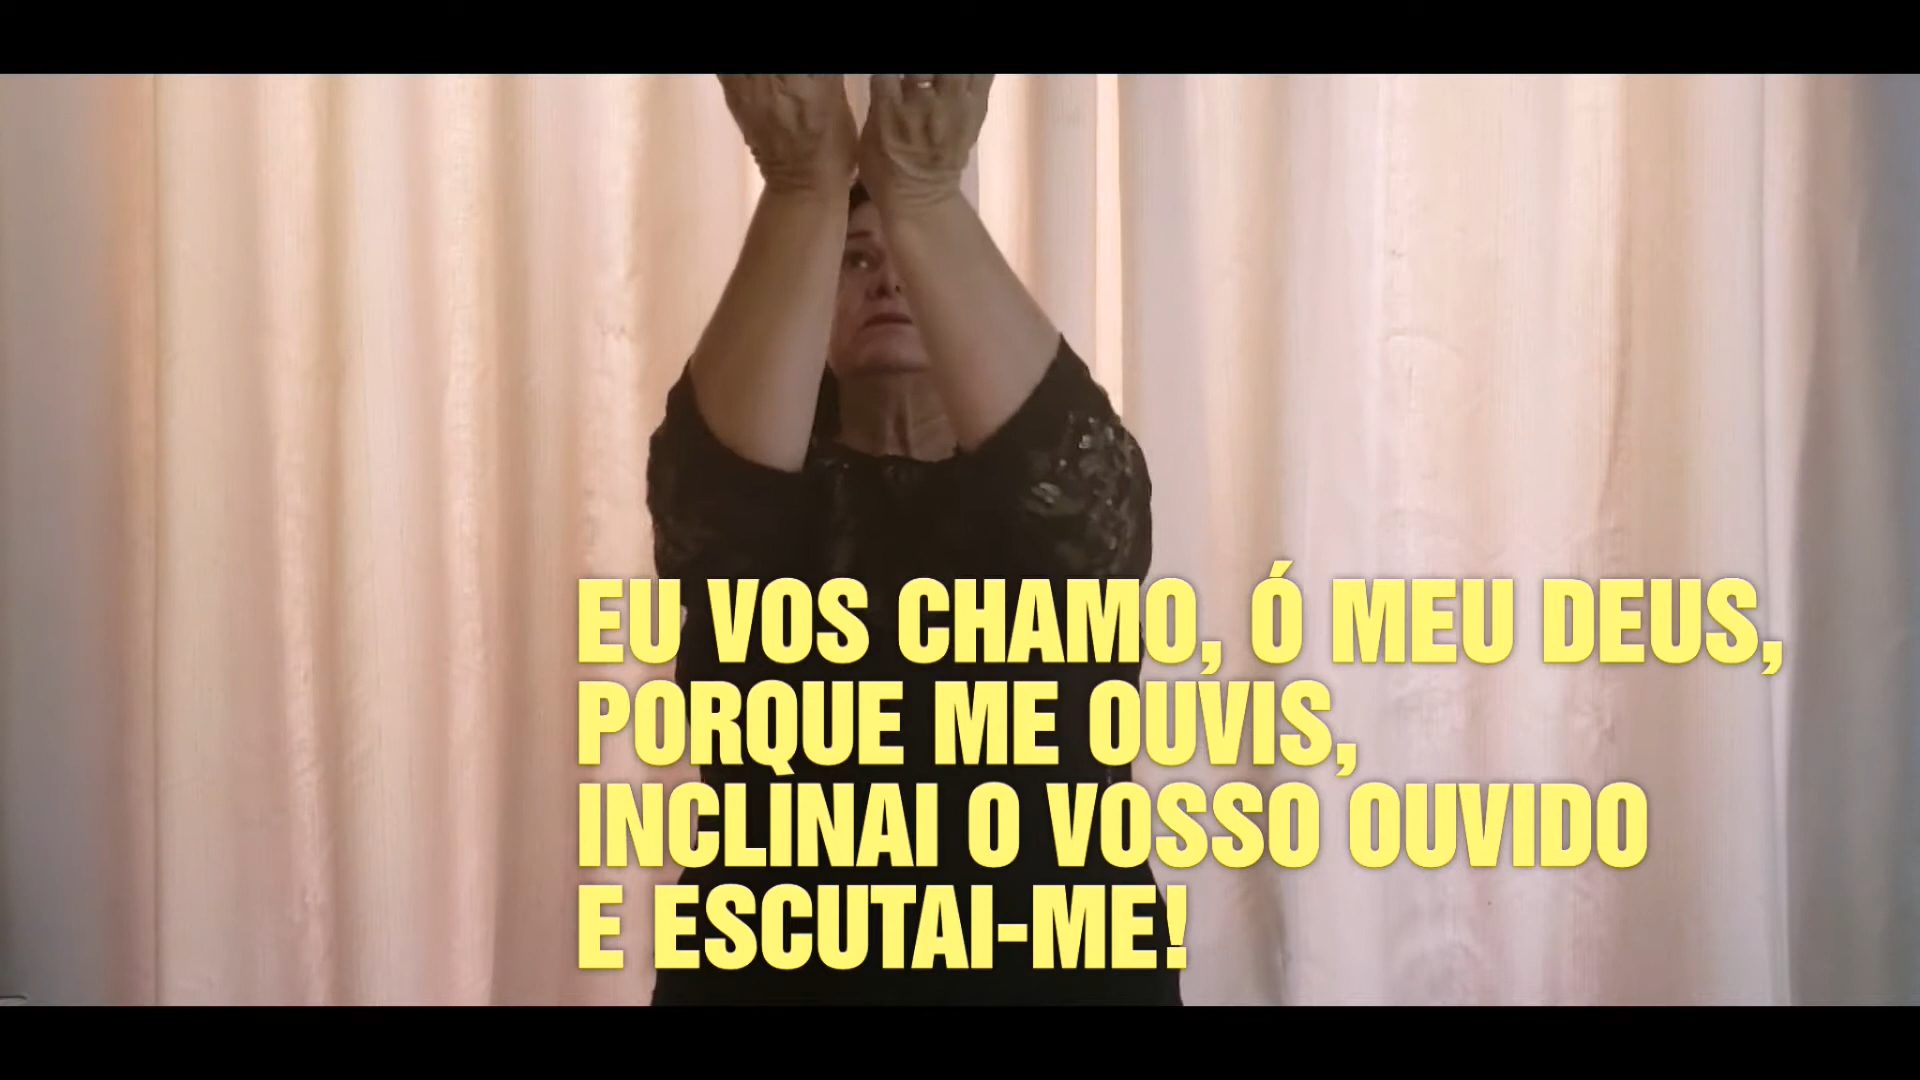 EU VOS CHAMO, Ó MEU DEUS,
PORQUE ME OUVIS,
INCLINAI O VOSSO OUVIDO
E ESCUTAI-ME!